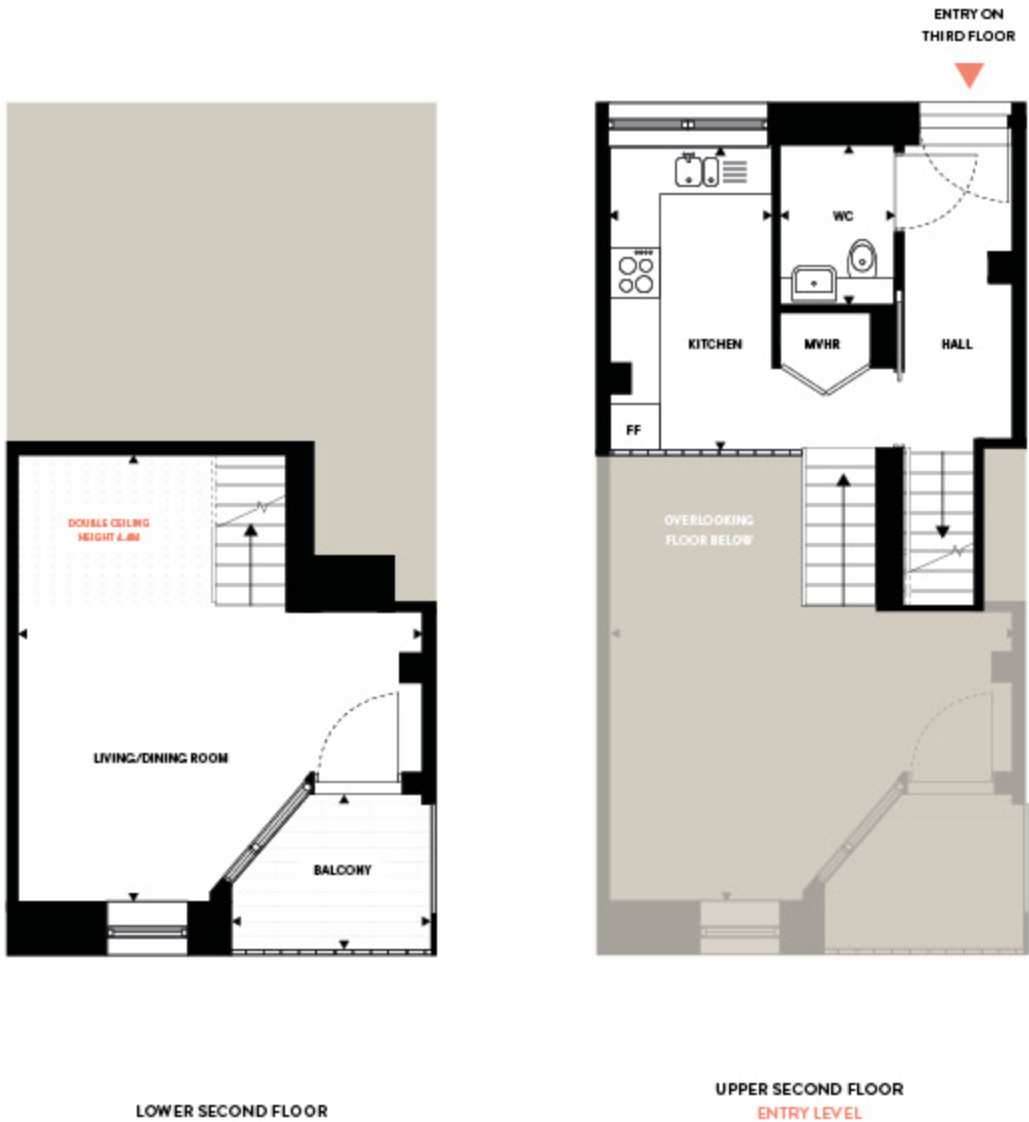 ENTRY ON
THIRD FLOOR
WC
KITCHEN
MVHR
HALL
FF
DOUBLE CEILING
HEIGHT 4.4M
OVERLOOKING
FLOOR BELOW
LIVING/DINING ROOM
BALCONY
LOWER SECOND FLOOR
UPPER SECOND FLOOR
ENTRY LEVEL